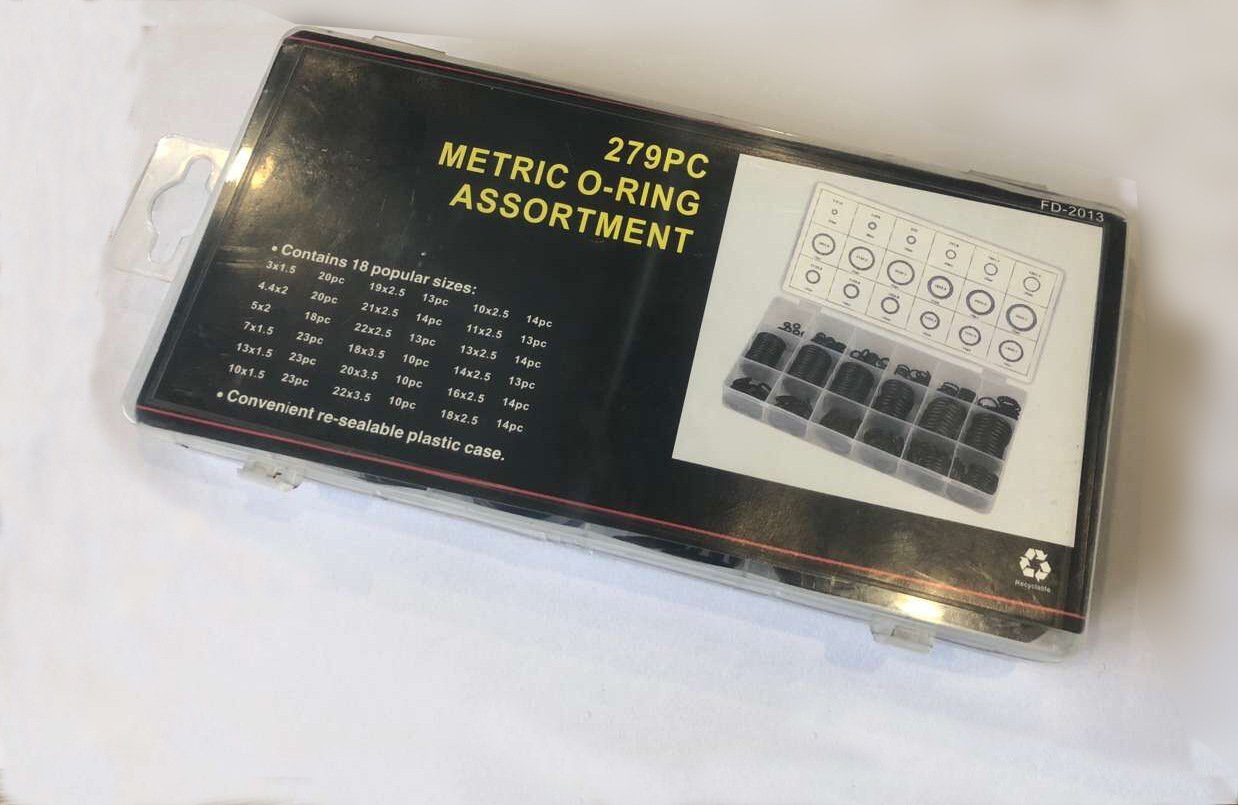 279PC
METRIC O-RING
ASSORTMENT
FD-2013
• Contains 18 popular sizes:
3x1.5 20pc 19x2.5 13pc 10x2.5 14pc
4.4x2 20pc 21x2.5 14pc 11x2.5 13pc
5x2 18pc 22x2.5 13pc 13x2.5 14pc
7x1.5 23pc 18x3.5 10pc 14x2.5 13pc
13x1.5 23pc 20x3.5 10pc 16x2.5 14pc
10x1.5 23pc 22x3.5 10pc 18x2.5 14pc
• Convenient re-sealable plastic case.
Recyclable